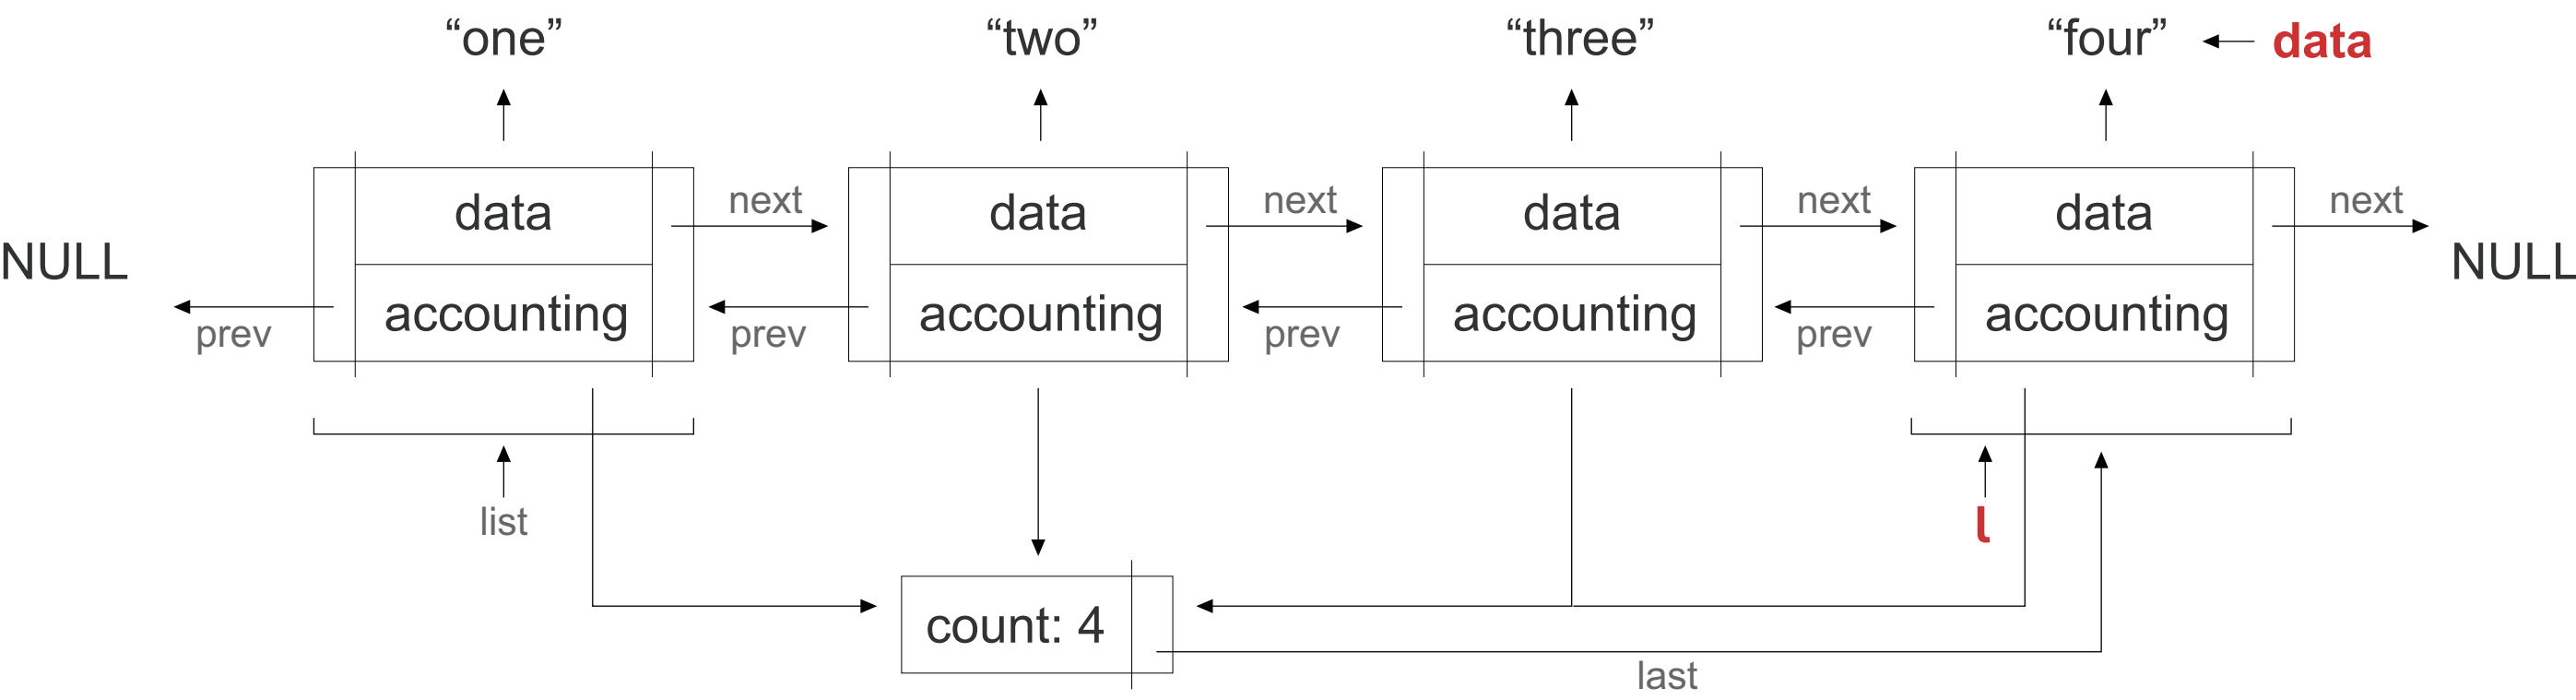 “one” “two” “three” “four” data
data next data next data next data next
NULL NULL
prev accounting prev accounting prev accounting prev accounting
list l
count: 4
last